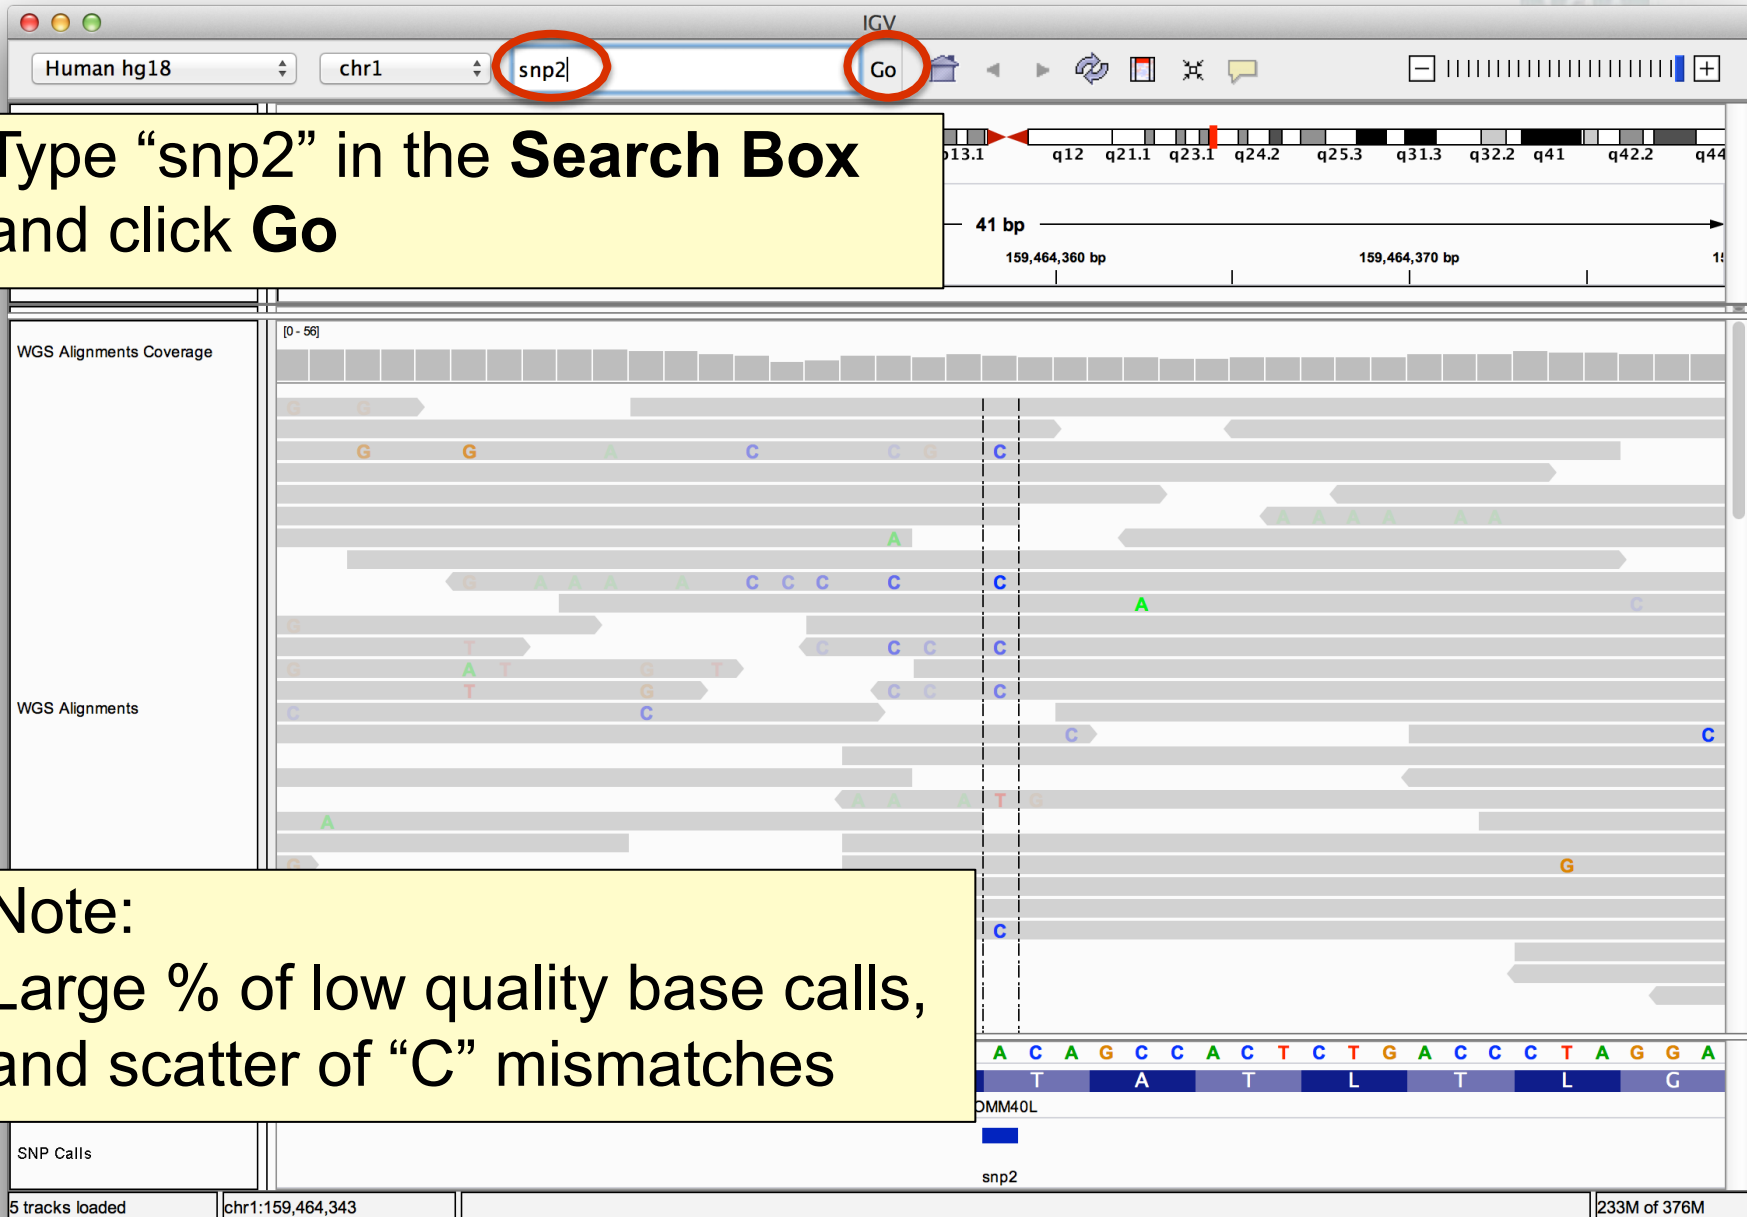 IGV
Human hg18 chr1 snp2 Go
Type “snp2” in the Search Box
and click Go
p13.1 q12 q21.1 q23.1 q24.2 q25.3 q31.3 q32.2 q41 q42.2 q44
41 bp
159,464,360 bp 159,464,370 bp
[0 - 56]
WGS Alignments Coverage
G G
G G A C C G C
A A A A A A
A
G A A A A C C C C C
A C
G
T C C C C
G A T G T
T G C C C
WGS Alignments
C C
C C
A A A T G
A
G G
C
Note:
Large % of low quality base calls,
and scatter of “C” mismatches
A C A G C C A C T C T G A C C C T A G G A
T A T L T L G
OMM40L
SNP Calls
snp2
5 tracks loaded chr1:159,464,343 233M of 376M